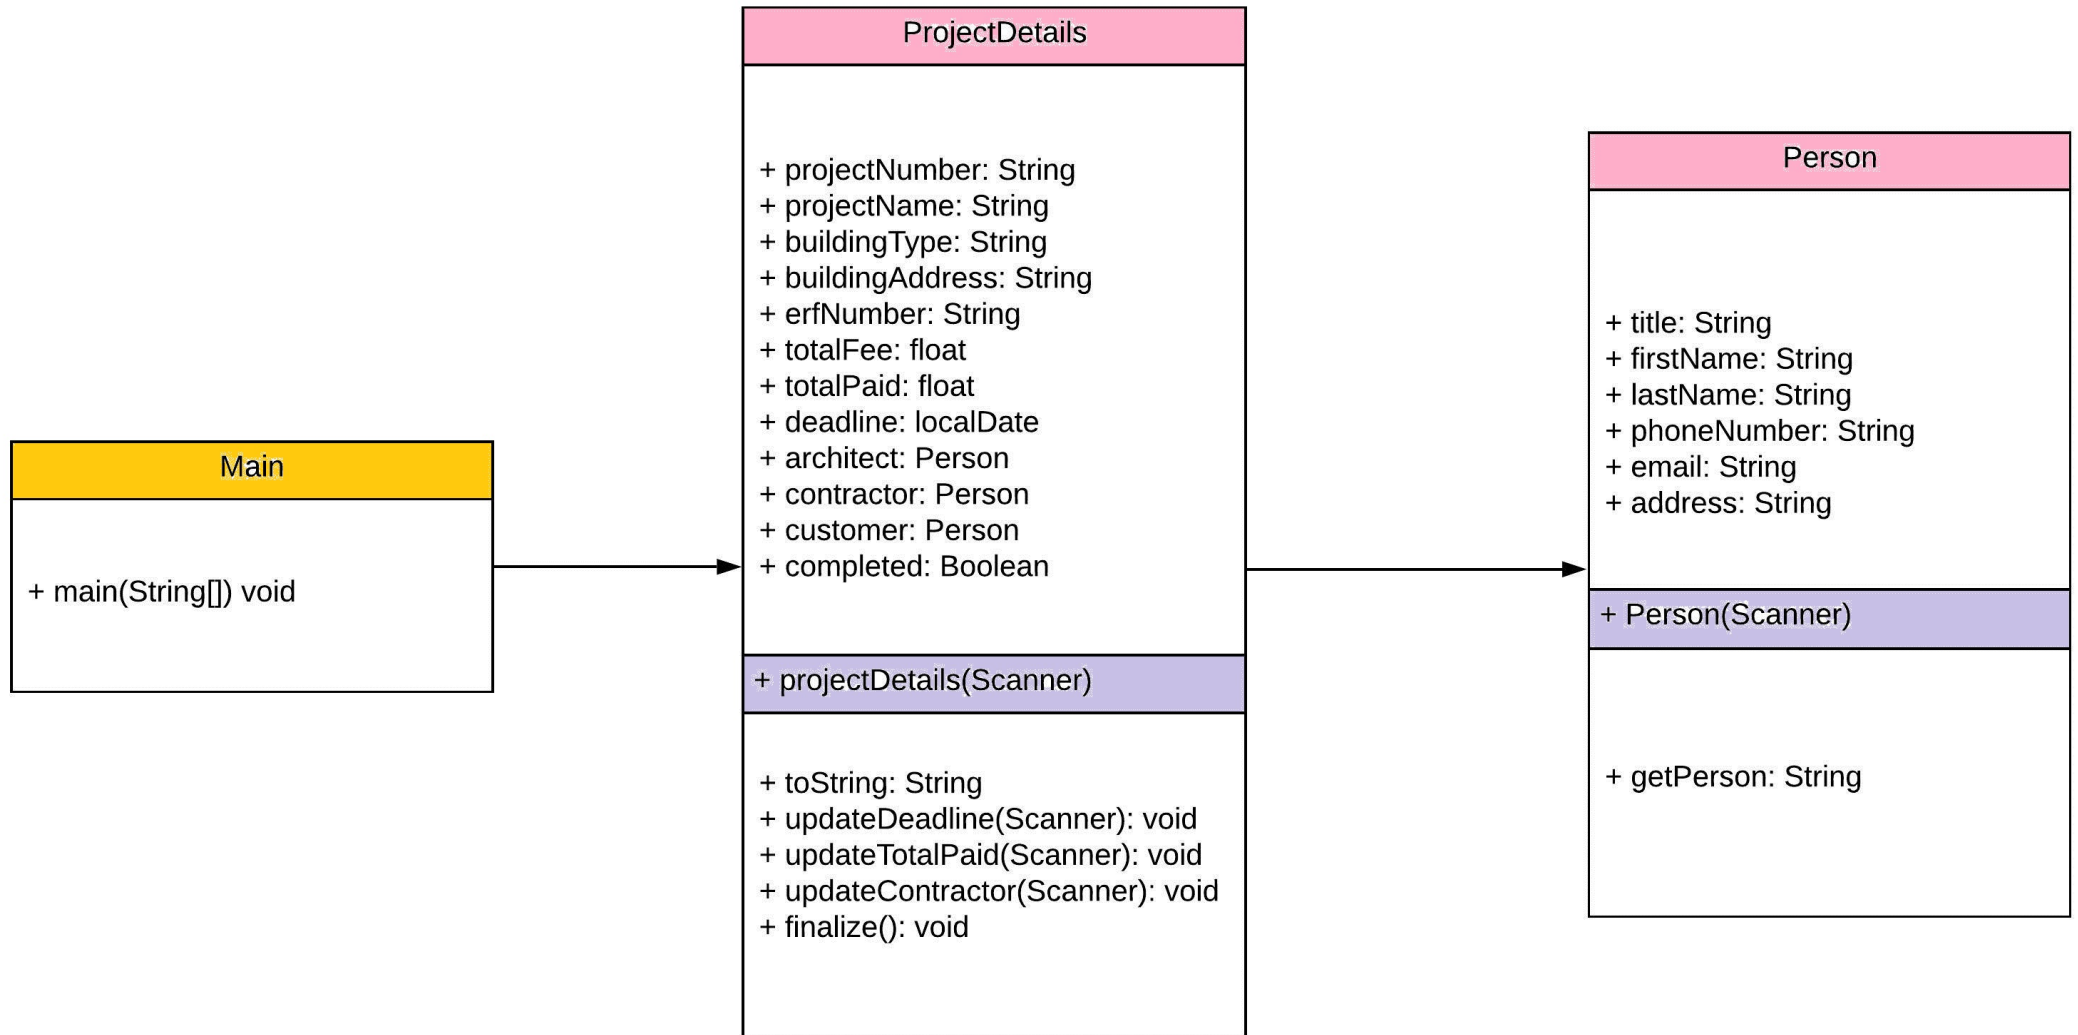 Main
+ main(String[]) void
ProjectDetails
+ projectNumber: String
+ projectName: String
+ buildingType: String
+ buildingAddress: String
+ erfNumber: String
+ totalFee: float
+ totalPaid: float
+ deadline: localDate
+ architect: Person
+ contractor: Person
+ customer: Person
+ completed: Boolean
+ projectDetails(Scanner)
+ toString: String
+ updateDeadline(Scanner): void
+ updateTotalPaid(Scanner): void
+ updateContractor(Scanner): void
+ finalize(): void
Person
+ title: String
+ firstName: String
+ lastName: String
+ phoneNumber: String
+ email: String
+ address: String
+ Person(Scanner)
+ getPerson: String